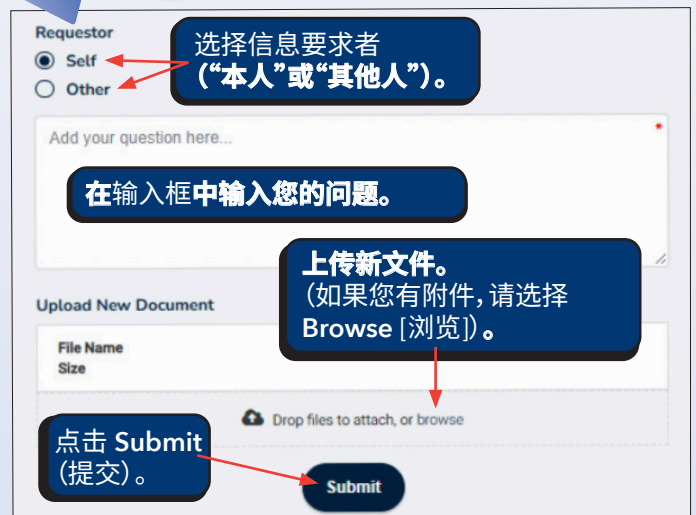 Requestor
Self
Other
选择信息要求者
(“本人”或“其他人”)。
Add your question here...
*
在输入框中输入您的问题。
上传新文件。
(如果您有附件，请选择
Browse [浏览])。
Upload New Document
File Name
Size
Drop files to attach, or browse
点击 Submit
(提交)。
Submit